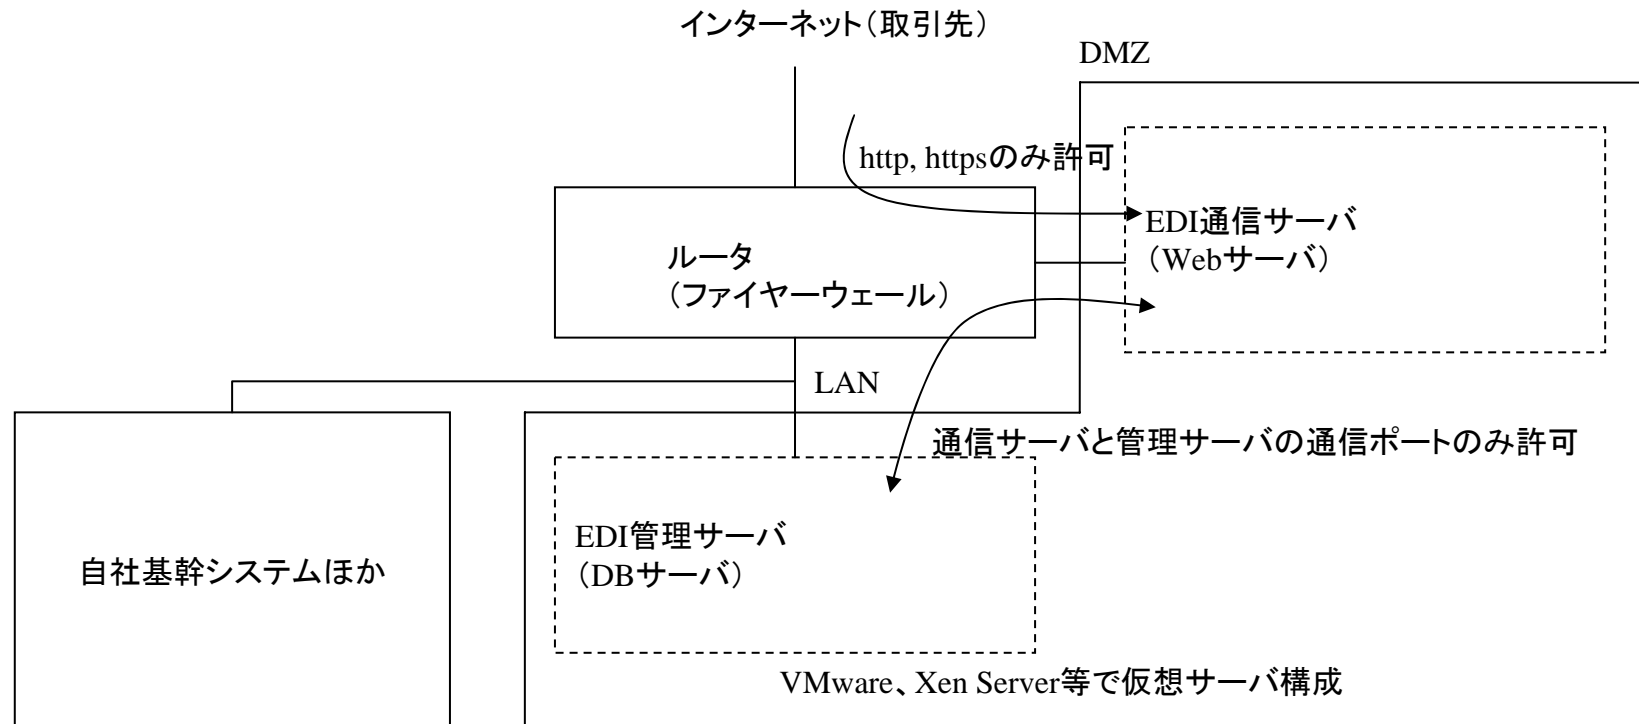 インターネット（取引先）
DMZ
http, httpsのみ許可
EDI通信サーバ
（Webサーバ）
ルータ
（ファイヤーウェール）
LAN
通信サーバと管理サーバの通信ポートのみ許可
EDI管理サーバ
（DBサーバ）
自社基幹システムほか
VMware、Xen Server等で仮想サーバ構成